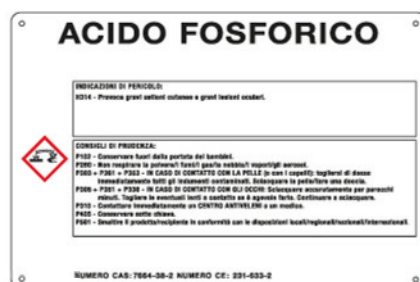 ACIDO FOSFORICO
INDICAZIONI DI PERICOLO:
H314 - Provoca gravi ustioni cutanee e gravi lesioni oculari.
CONSIGLI DI PRUDENZA:
P102 - Conservare fuori dalla portata dei bambini.
P260 - Non respirare la polvere/i fumi/i gas/la nebbia/i vapori/gli aerosol.
P303 + P361 + P353 - IN CASO DI CONTATTO CON LA PELLE (o con i capelli): togliersi di dosso
immediatamente tutti gli indumenti contaminati. Sciacquare la pelle/fare una doccia.
P305 + P351 + P338 - IN CASO DI CONTATTO CON GLI OCCHI: Sciacquare accuratamente per parecchi
minuti. Togliere le eventuali lenti a contatto se è agevole farlo. Continuare a sciacquare.
P310 - Contattare immediatamente un CENTRO ANTIVELENI o un medico.
P405 - Conservare sotto chiave.
P501 - Smaltire il prodotto/recipiente in conformità con le disposizioni locali/regionali/nazionali/internazionali.
NUMERO CAS: 7664-38-2 NUMERO CE: 231-633-2